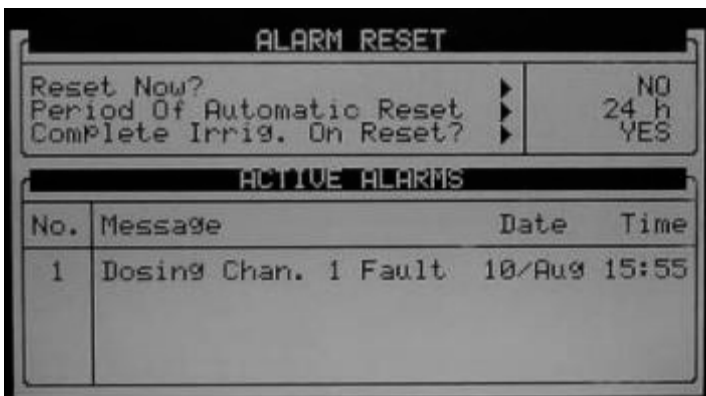 ALARM RESET
Reset Now? NO
Period Of Automatic Reset 24 h
Complete Irrig. On Reset? YES
ACTIVE ALARMS
No. Message Date Time
1 Dosing Chan. 1 Fault 10/Aug 15:55